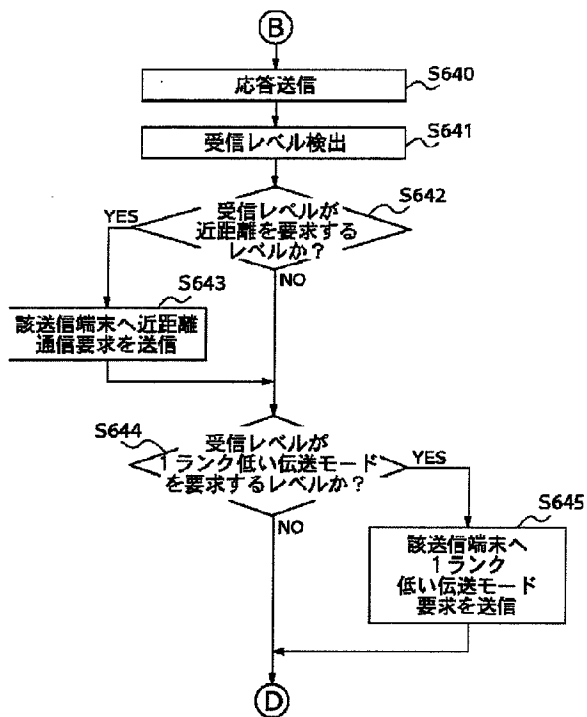 B
応答送信
S640
受信レベル検出
S641
受信レベルが
近距離を要求する
レベルか？
S642
YES
NO
S643
該送信端末へ近距離
通信要求を送信
S644
受信レベルが
1ランク低い伝送モード
を要求するレベルか？
YES
NO
S645
該送信端末へ
1ランク
低い伝送モード
要求を送信
D